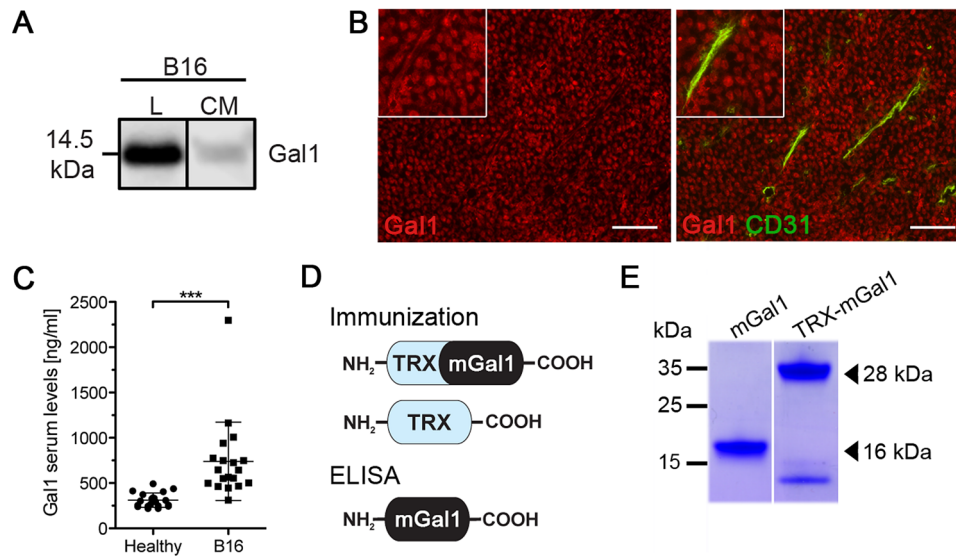 A
B16
L CM
14.5
kDa
Gal1
B
Gal1
Gal1 CD31
C
***
Gal1 serum levels [ng/ml]
2500
2000
1500
1000
500
0
Healthy B16
D
Immunization
NH2 TRX mGal1 COOH
NH2 TRX COOH
ELISA
NH2 mGal1 COOH
E
kDa
mGal1
TRX-mGal1
35
25
15
28 kDa
16 kDa